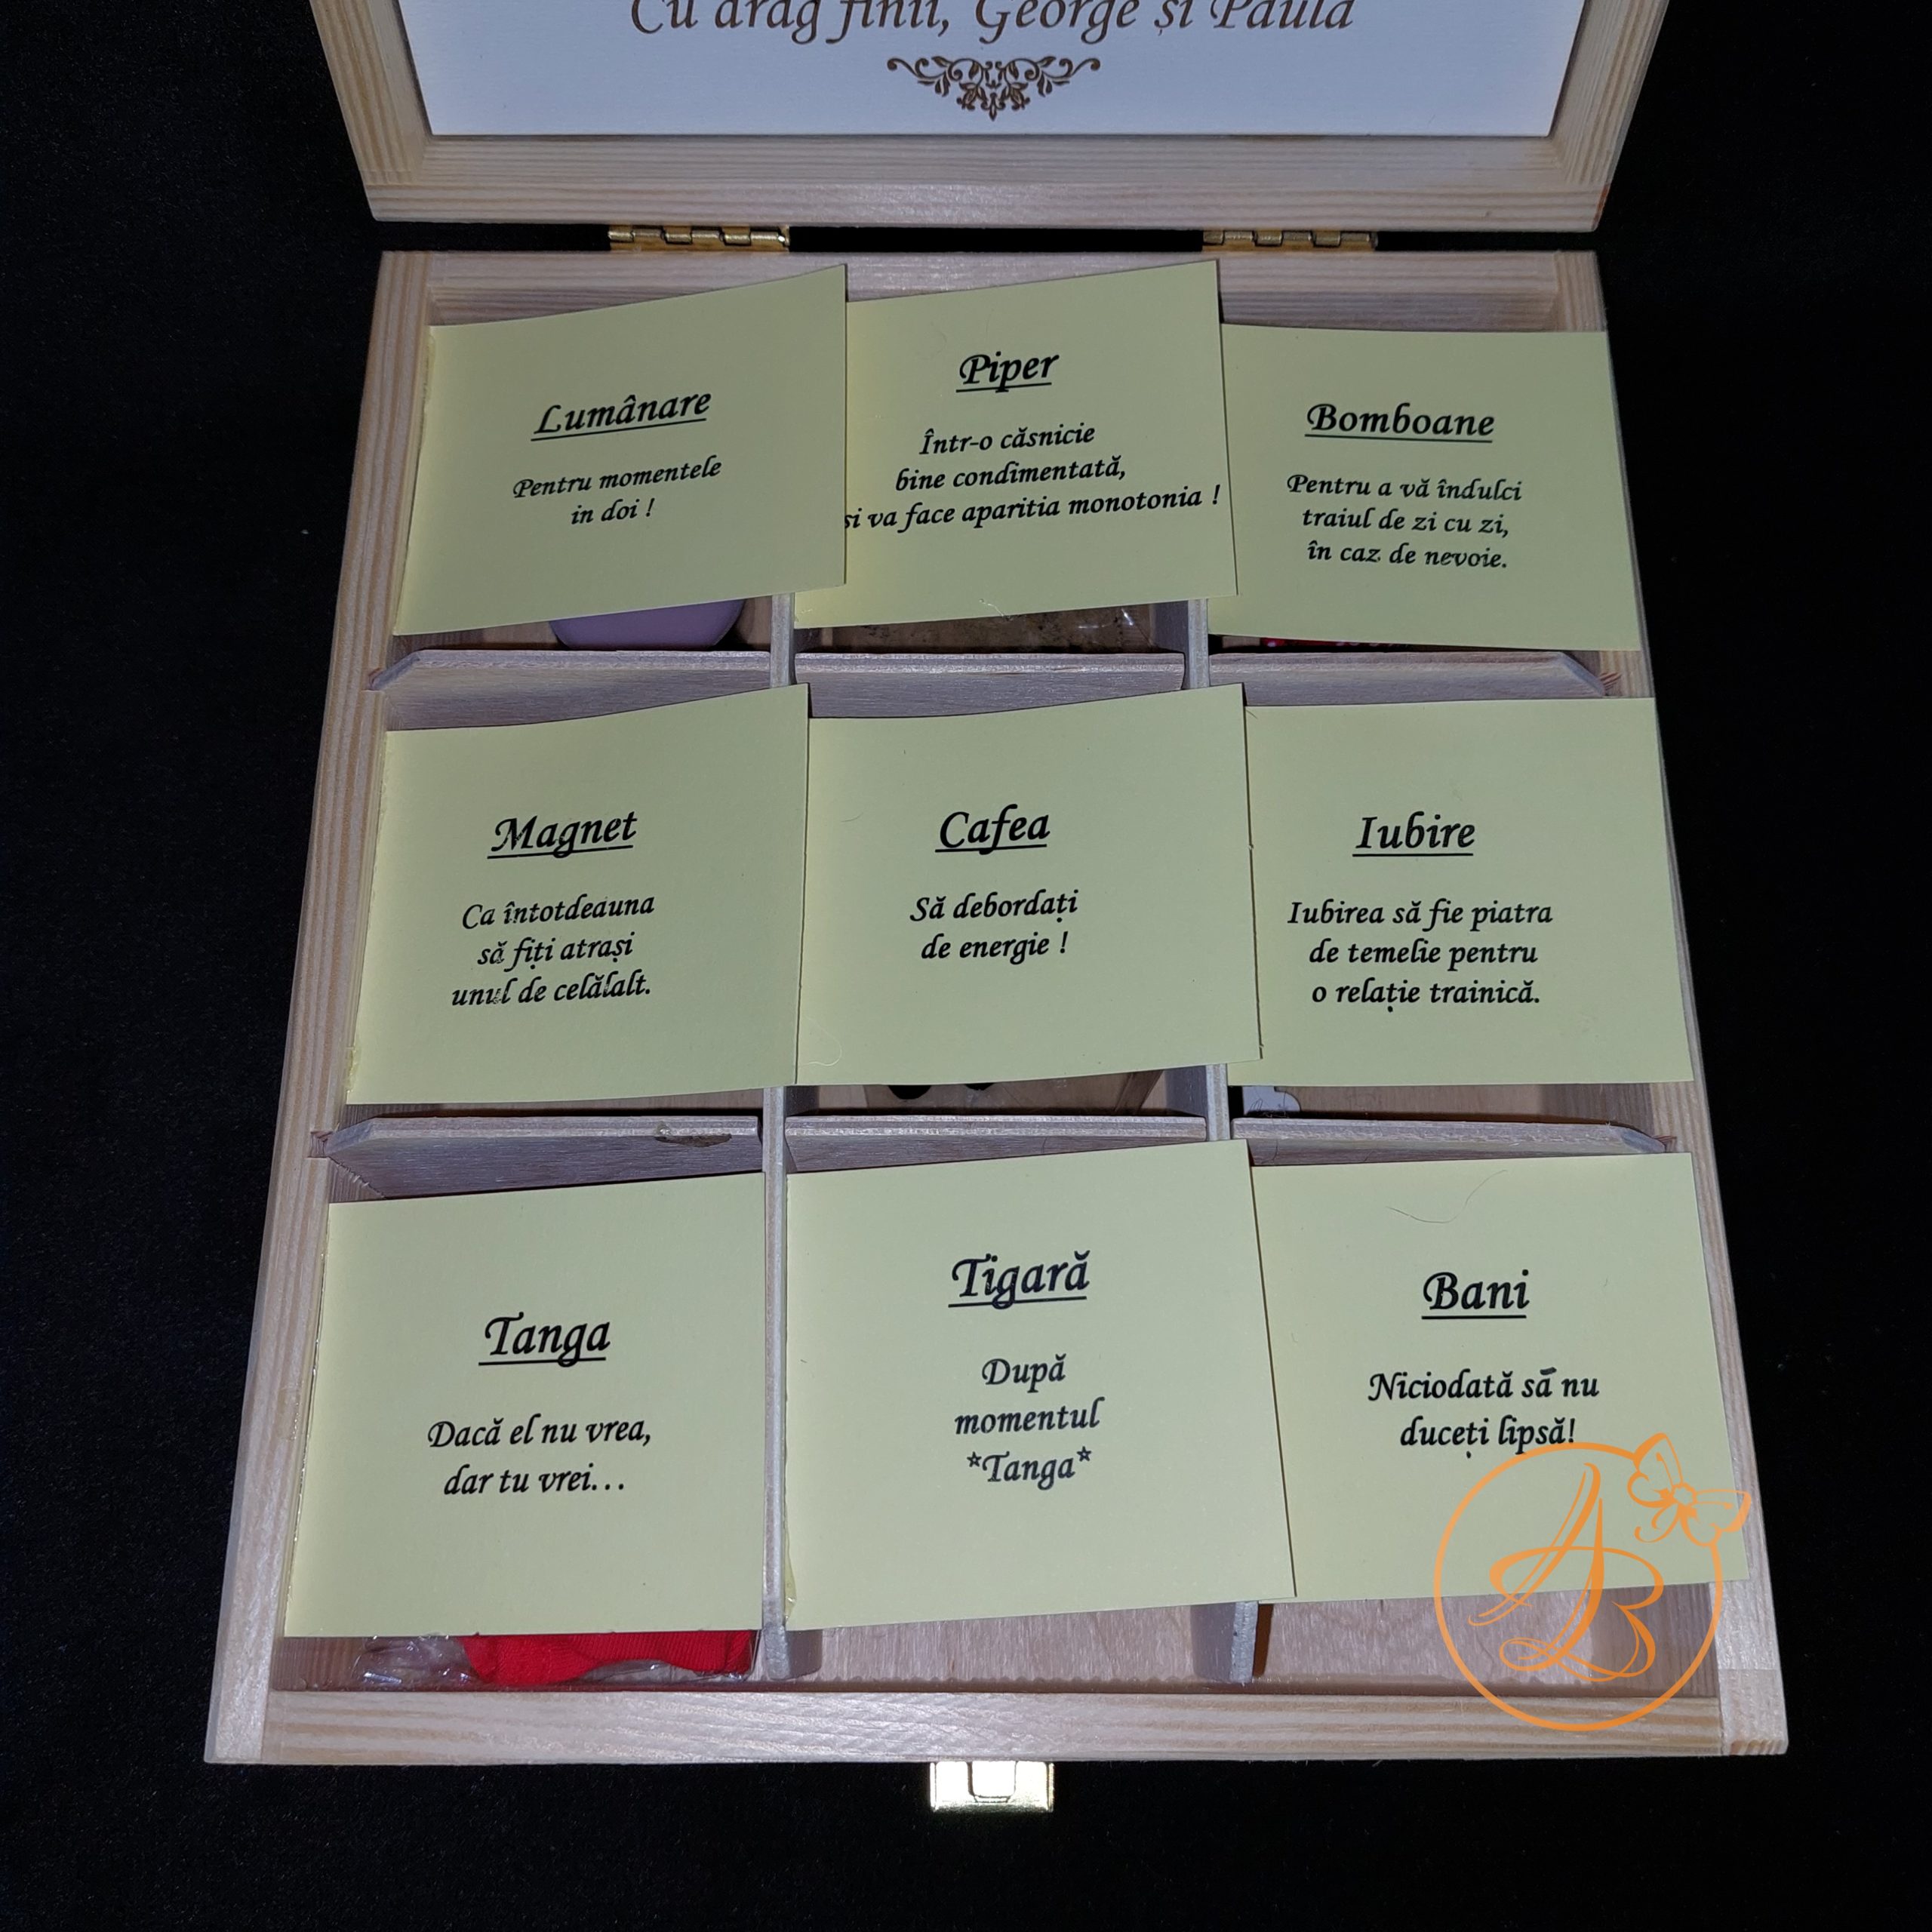 Cu drag finii, George și Paula
Lumânare
Pentru momentele
in doi !
Piper
Într-o căsnicie
bine condimentată,
si va face aparitia monotonia !
Bomboane
Pentru a vă îndulci
traiul de zi cu zi,
în caz de nevoie.
Magnet
Ca întotdeauna
să fiți atrași
unul de celălalt.
Cafea
Să debordați
de energie !
Iubire
Iubirea să fie piatra
de temelie pentru
o relație trainică.
Tanga
Dacă el nu vrea,
dar tu vrei...
Tigară
După
momentul
*Tanga*
Bani
Niciodată să nu
duceți lipsă!
AB